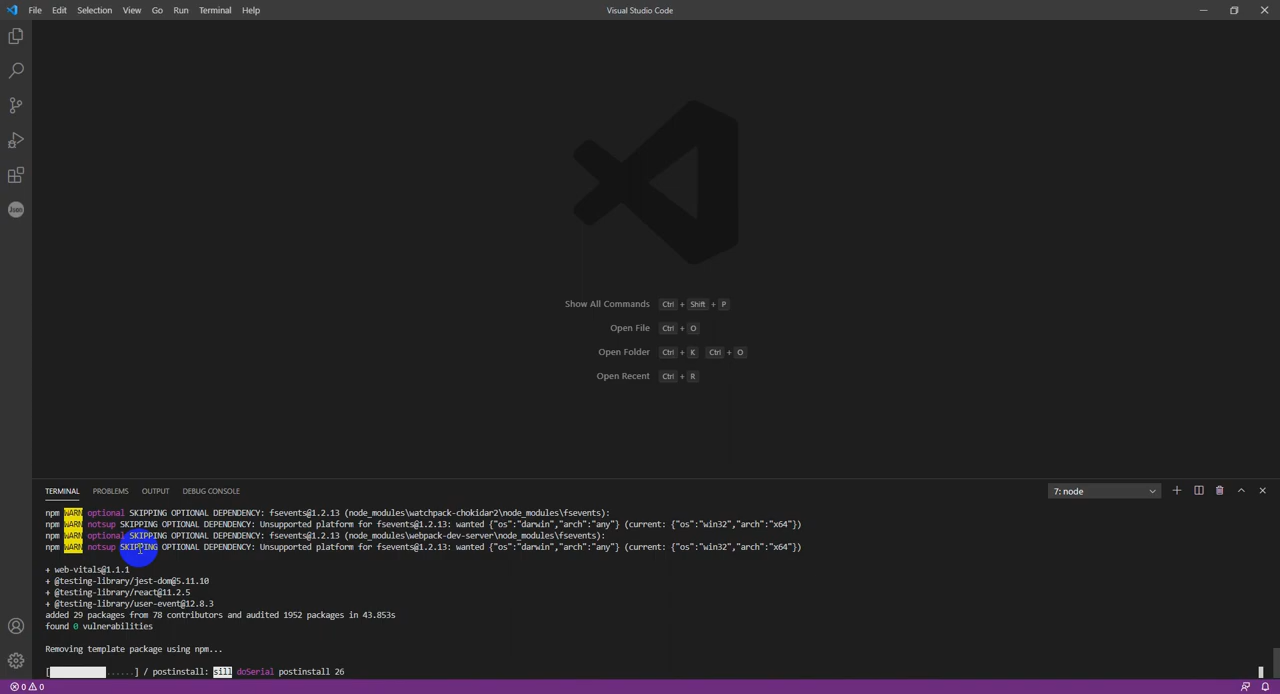 File Edit Selection View Go Run Terminal Help
Visual Studio Code
Json
Show All Commands Ctrl + Shift + P
Open File Ctrl + O
Open Folder Ctrl + K Ctrl + O
Open Recent Ctrl + R
TERMINAL PROBLEMS OUTPUT DEBUG CONSOLE
7: node
npm WARN optional SKIPPING OPTIONAL DEPENDENCY: fsevents@1.2.13 (node_modules\watchpack-chokidar2\node_modules\fsevents):
npm WARN notsup SKIPPING OPTIONAL DEPENDENCY: Unsupported platform for fsevents@1.2.13: wanted {"os":"darwin","arch":"any"} (current: {"os":"win32","arch":"x64"})
npm WARN optional SKIPPING OPTIONAL DEPENDENCY: fsevents@1.2.13 (node_modules\webpack-dev-server\node_modules\fsevents):
npm WARN notsup SKIPPING OPTIONAL DEPENDENCY: Unsupported platform for fsevents@1.2.13: wanted {"os":"darwin","arch":"any"} (current: {"os":"win32","arch":"x64"})
+ web-vitals@1.1.1
+ @testing-library/jest-dom@5.11.10
+ @testing-library/react@11.2.5
+ @testing-library/user-event@12.8.3
added 29 packages from 78 contributors and audited 1952 packages in 43.853s
found 0 vulnerabilities
Removing template package using npm...
[ ......] / postinstall: sill doSerial postinstall 26
0 0